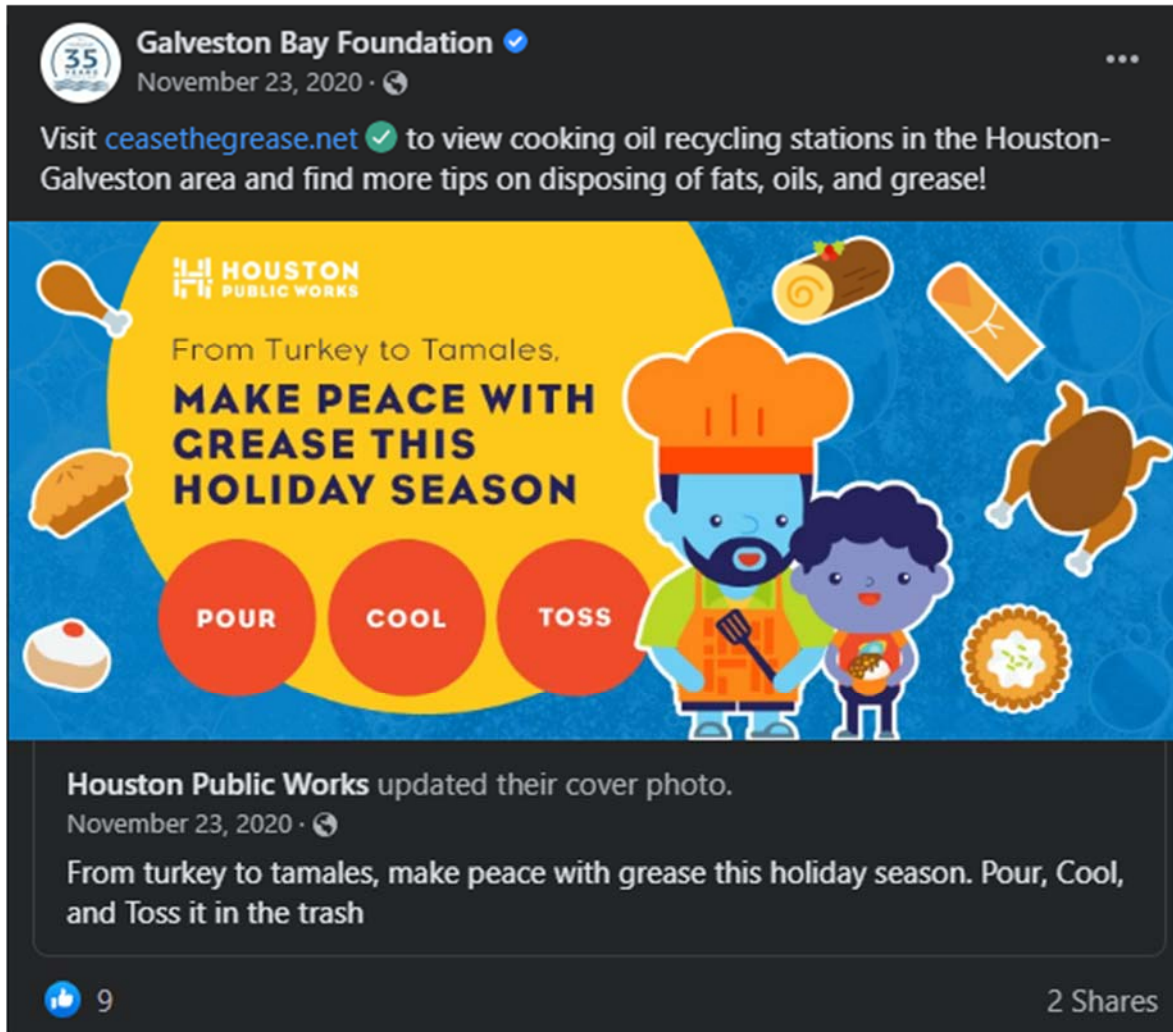 35
YEARS
Galveston Bay Foundation
November 23, 2020 ·
Visit ceasethegrease.net to view cooking oil recycling stations in the Houston-
Galveston area and find more tips on disposing of fats, oils, and grease!
HOUSTON
PUBLIC WORKS
From Turkey to Tamales,
MAKE PEACE WITH
GREASE THIS
HOLIDAY SEASON
POUR COOL TOSS
Houston Public Works updated their cover photo.
November 23, 2020 ·
From turkey to tamales, make peace with grease this holiday season. Pour, Cool,
and Toss it in the trash
9 2 Shares